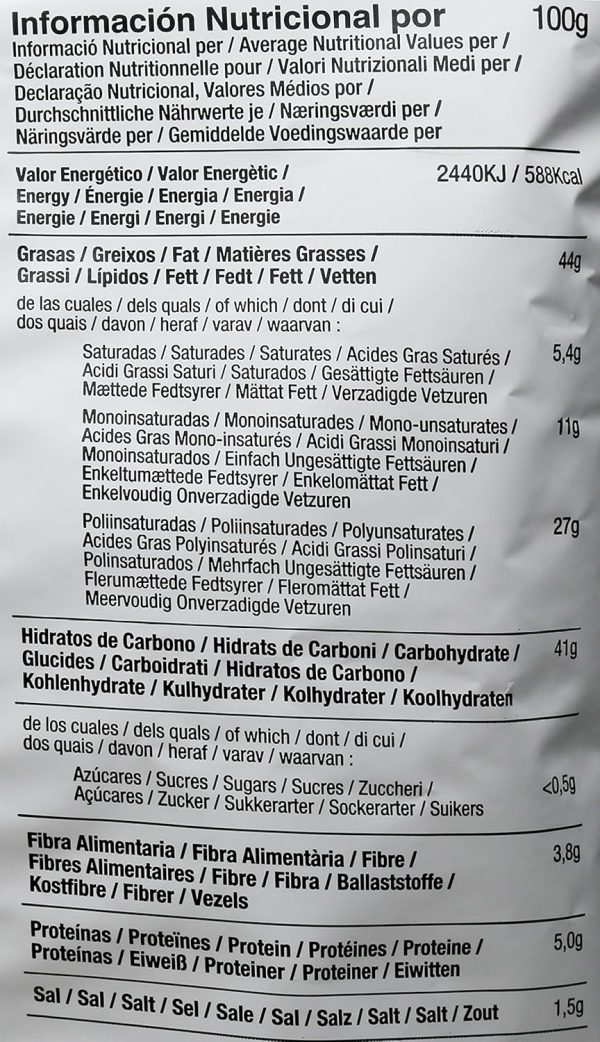 Información Nutricional por 100g
Informació Nutricional per / Average Nutritional Values per /
Déclaration Nutritionnelle pour / Valori Nutrizionali Medi per /
Declaração Nutricional, Valores Médios por /
Durchschnittliche Nährwerte je / Næringsværdi per /
Näringsvärde per / Gemiddelde Voedingswaarde per
Valor Energético / Valor Energètic / 2440KJ / 588Kcal
Energy / Énergie / Energia / Energia /
Energie / Energi / Energi / Energie
Grasas / Greixos / Fat / Matières Grasses / 44g
Grassi / Lípidos / Fett / Fedt / Fett / Vetten
de las cuales / dels quals / of which / dont / di cui /
dos quais / davon / heraf / varav / waarvan :
Saturadas / Saturades / Saturates / Acides Gras Saturés / 5,4g
Acidi Grassi Saturi / Saturados / Gesättigte Fettsäuren /
Mættede Fedtsyrer / Mättat Fett / Verzadigde Vetzuren
Monoinsaturadas / Monoinsaturades / Mono-unsaturates / 11g
Acides Gras Mono-insaturés / Acidi Grassi Monoinsaturi /
Monoinsaturados / Einfach Ungesättigte Fettsäuren /
Enkeltumættede Fedtsyrer / Enkelomättat Fett /
Enkelvoudig Onverzadigde Vetzuren
Poliinsaturadas / Poliinsaturades / Polyunsaturates / 27g
Acides Gras Polyinsaturés / Acidi Grassi Polinsaturi /
Polinsaturados / Mehrfach Ungesättigte Fettsäuren /
Flerumættede Fedtsyrer / Fleromättat Fett /
Meervoudig Onverzadigde Vetzuren
Hidratos de Carbono / Hidrats de Carboni / Carbohydrate / 41g
Glucides / Carboidrati / Hidratos de Carbono /
Kohlenhydrate / Kulhydrater / Kolhydrater / Koolhydraten
de los cuales / dels quals / of which / dont / di cui /
dos quais / davon / heraf / varav / waarvan :
Azúcares / Sucres / Sugars / Sucres / Zuccheri / <0,5g
Açúcares / Zucker / Sukkerarter / Sockerarter / Suikers
Fibra Alimentaria / Fibra Alimentària / Fibre / 3,8g
Fibres Alimentaires / Fibre / Fibra / Ballaststoffe /
Kostfibre / Fibrer / Vezels
Proteínas / Proteïnes / Protein / Protéines / Proteine / 5,0g
Proteínas / Eiweiß / Proteiner / Proteiner / Eiwitten
Sal / Sal / Salt / Sel / Sale / Sal / Salz / Salt / Salt / Zout 1,5g